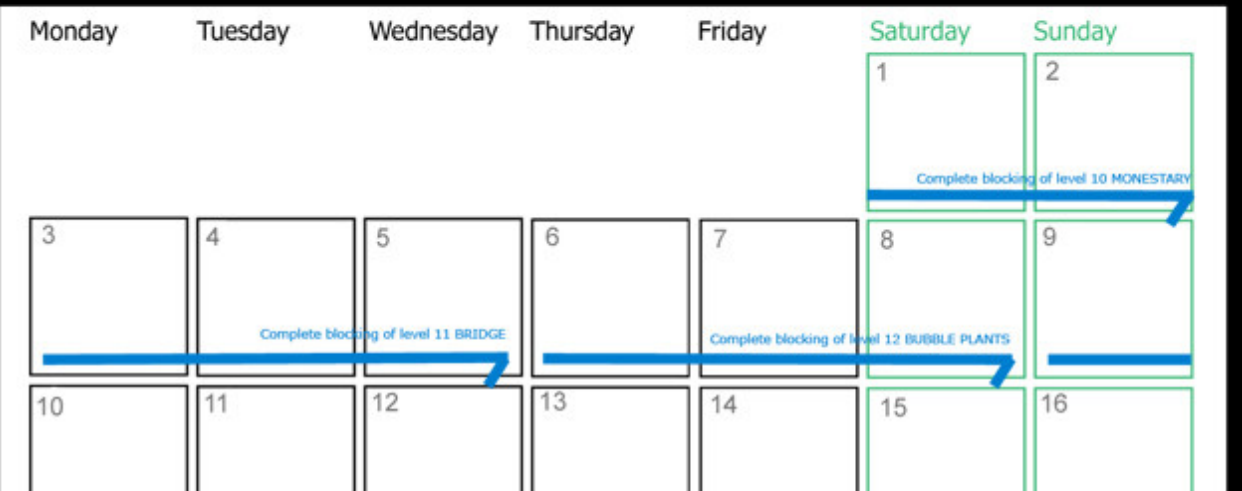 Monday Tuesday Wednesday Thursday Friday Saturday Sunday
1 2
Complete blocking of level 10 MONESTARY
3 4 5 6 7 8 9
Complete blocking of level 11 BRIDGE
Complete blocking of level 12 BUBBLE PLANTS
10 11 12 13 14 15 16